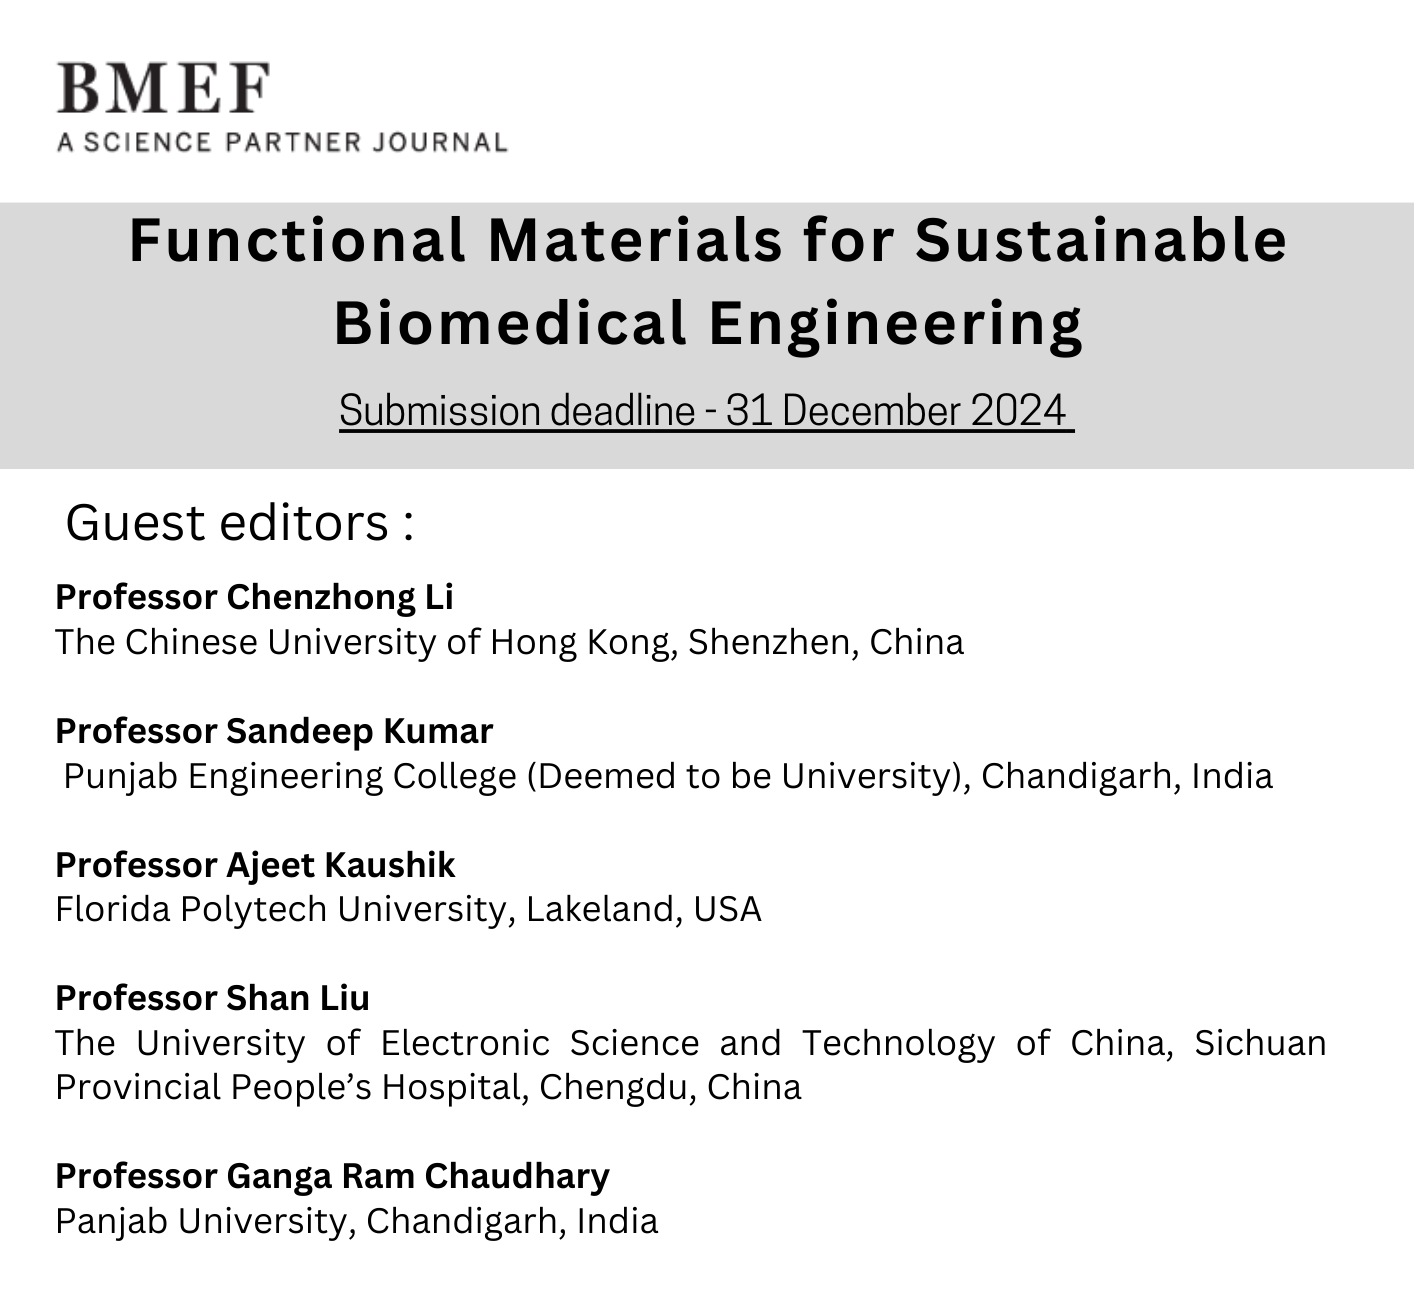 BMEF
A SCIENCE PARTNER JOURNAL
Functional Materials for Sustainable
Biomedical Engineering
Submission deadline - 31 December 2024
Guest editors :
Professor Chenzhong Li
The Chinese University of Hong Kong, Shenzhen, China
Professor Sandeep Kumar
Punjab Engineering College (Deemed to be University), Chandigarh, India
Professor Ajeet Kaushik
Florida Polytech University, Lakeland, USA
Professor Shan Liu
The University of Electronic Science and Technology of China, Sichuan
Provincial People’s Hospital, Chengdu, China
Professor Ganga Ram Chaudhary
Panjab University, Chandigarh, India